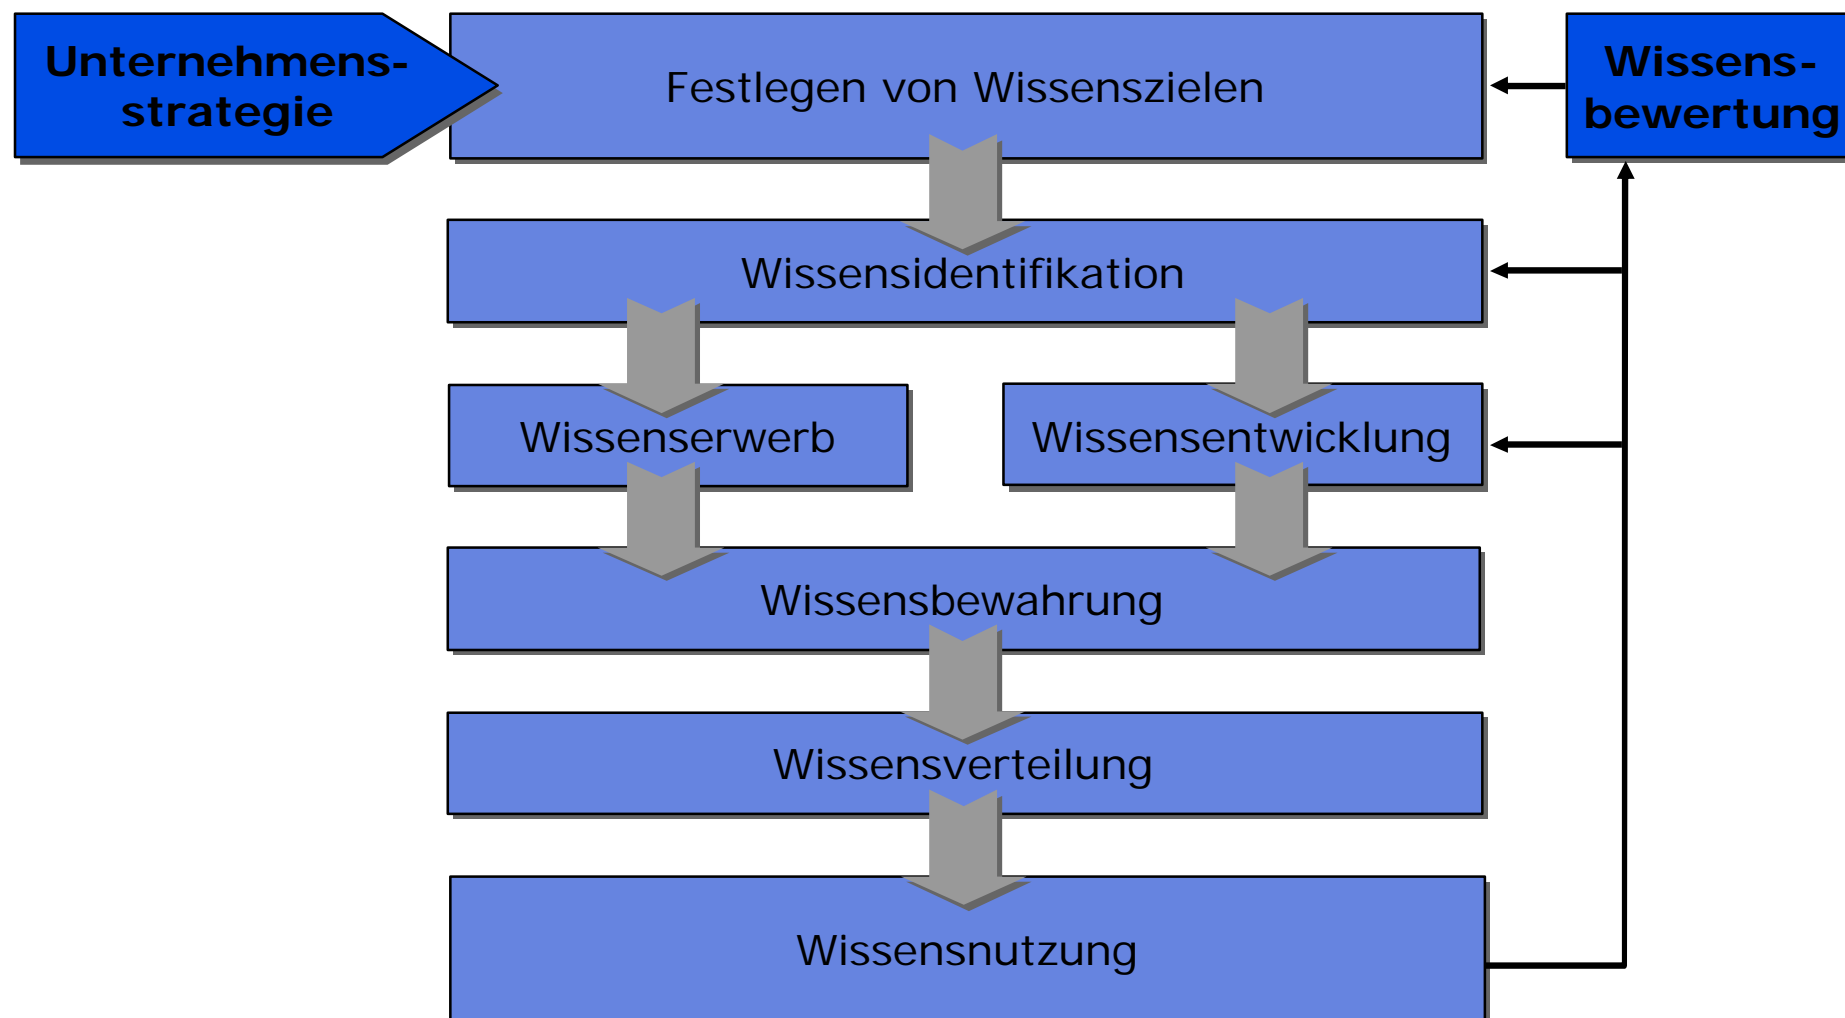 Unternehmens-
strategie
Festlegen von Wissenszielen
Wissens-
bewertung
Wissensidentifikation
Wissenserwerb
Wissensentwicklung
Wissensbewahrung
Wissensverteilung
Wissensnutzung